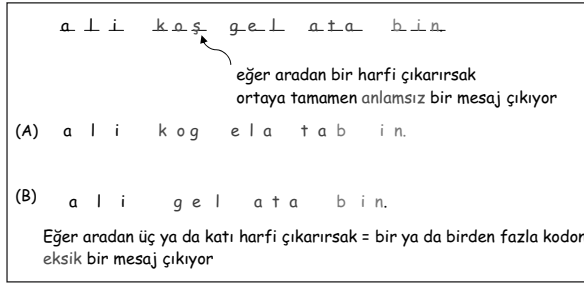 a l i k o ş g e l a t a b i n.
eğer aradan bir harfi çıkarırsak
ortaya tamamen anlamsız bir mesaj çıkıyor
(A) a l i k o g e l a t a b i n.
(B) a l i g e l a t a b i n.
Eğer aradan üç ya da katı harfi çıkarırsak = bir ya da birden fazla kodon
eksik bir mesaj çıkıyor